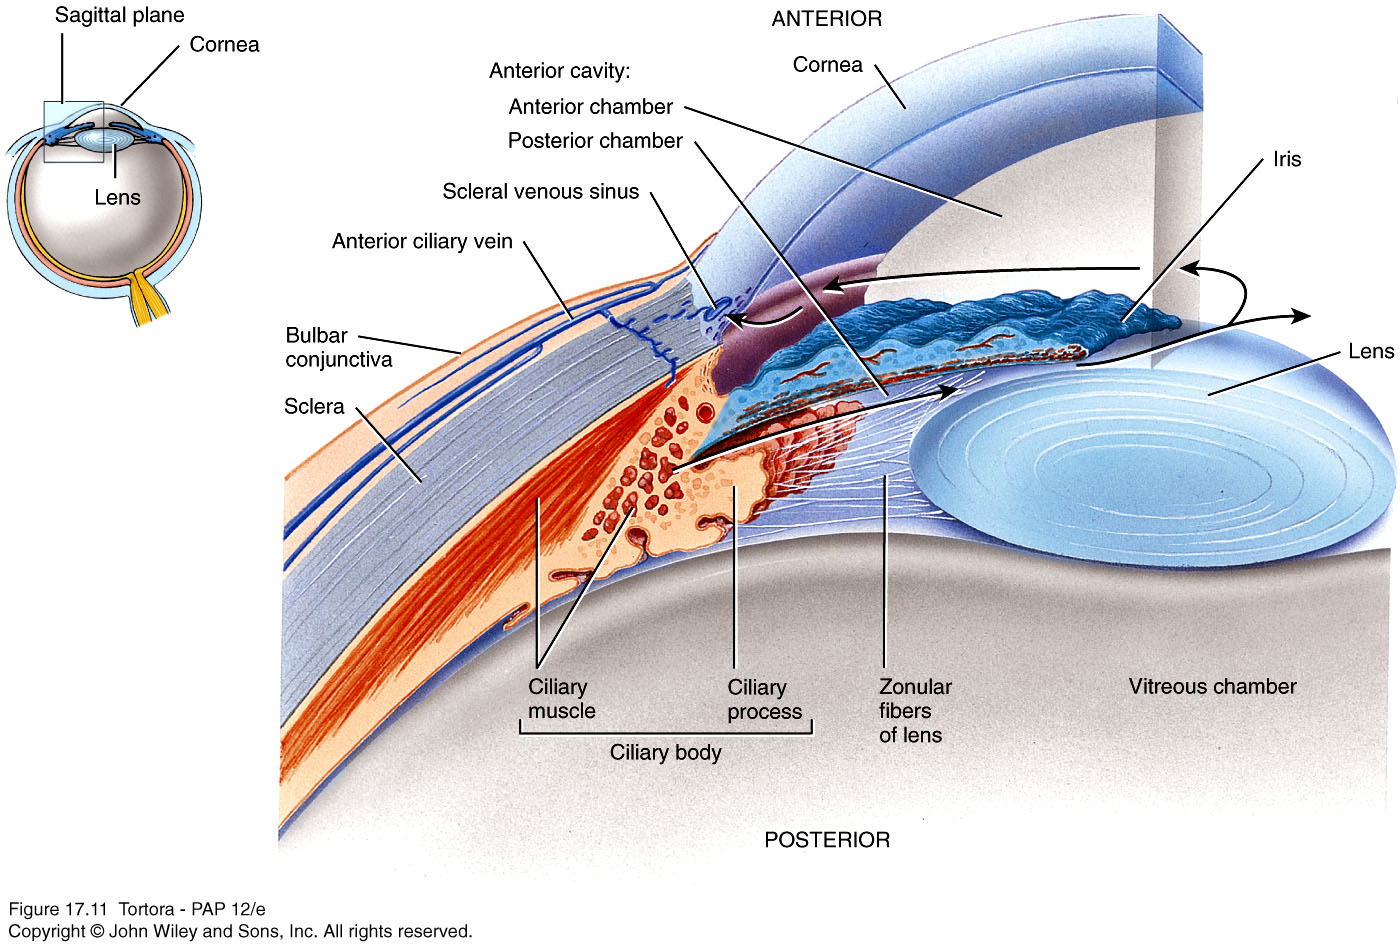 Sagittal plane
Cornea
Lens
ANTERIOR
Cornea
Anterior cavity:
Anterior chamber
Posterior chamber
Scleral venous sinus
Anterior ciliary vein
Bulbar
conjunctiva
Sclera
Iris
Lens
Ciliary
muscle
Ciliary
process
Ciliary body
Zonular
fibers
of lens
Vitreous chamber
POSTERIOR
Figure 17.11 Tortora - PAP 12/e
Copyright © John Wiley and Sons, Inc. All rights reserved.